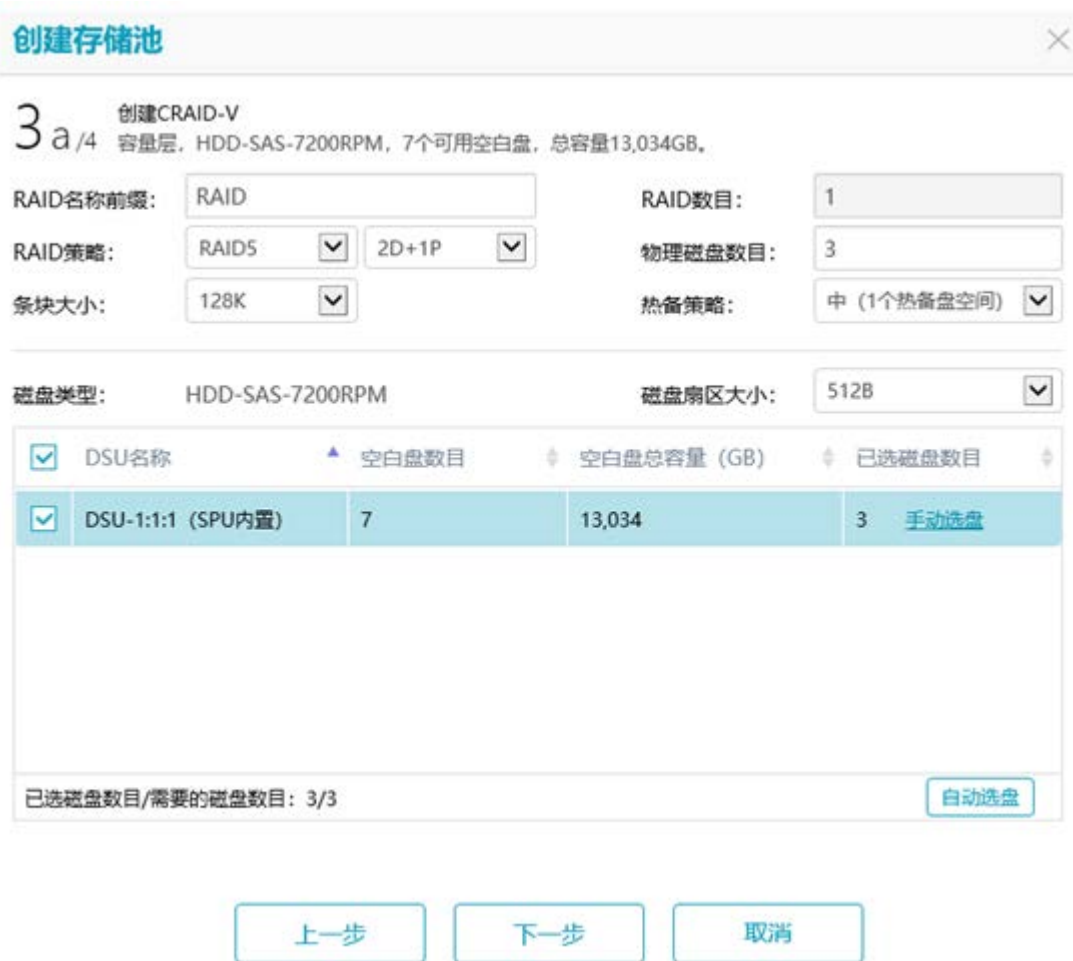 创建存储池
3 a /4 创建CRAID-V
容量层，HDD-SAS-7200RPM，7个可用空白盘，总容量13,034GB。
RAID名称前缀： RAID RAID数目： 1
RAID策略： RAID5 2D+1P 物理磁盘数目： 3
条块大小： 128K 热备策略： 中（1个热备盘空间）
磁盘类型： HDD-SAS-7200RPM 磁盘扇区大小： 512B
DSU名称 空白盘数目 空白盘总容量（GB） 已选磁盘数目
DSU-1:1:1（SPU内置） 7 13,034 3 手动选盘
已选磁盘数目/需要的磁盘数目：3/3 自动选盘
上一步 下一步 取消